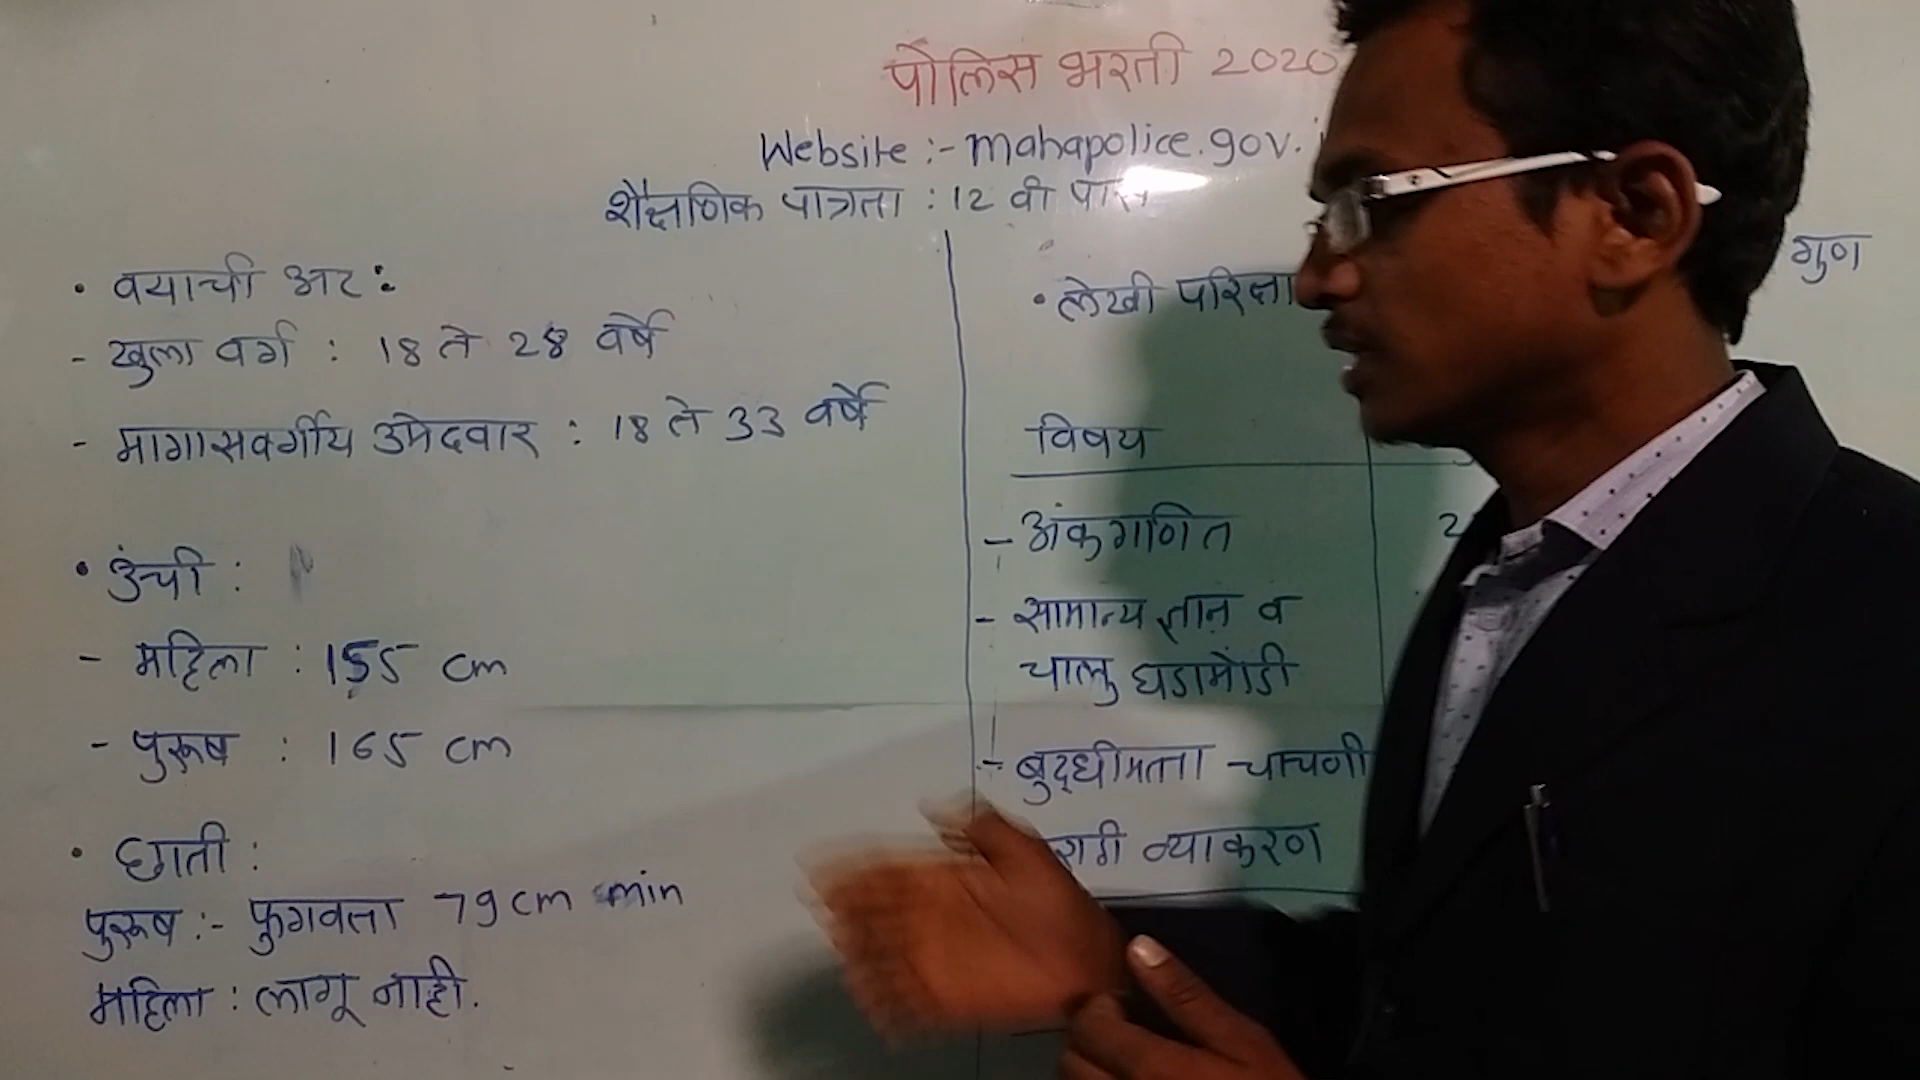 पोलिस भरती 2020
Website :- mahapolice.gov.
शैक्षणिक पात्रता : 12 वी पास
• वयाची अट :
- खुला वर्ग : 18 ते 28 वर्षे
- मागासवर्गीय उमेदवार : 18 ते 33 वर्षे
• उंची :
- महिला : 155 cm
- पुरूष : 165 cm
• छाती :
पुरूष :- फुगवता 79 cm min
महिला : लागू नाही.
• लेखी परिक्षा
गुण
विषय
- अंकगणित
2
- सामान्य ज्ञान व
चालु घडामोडी
- बुद्धीमत्ता चाचणी
व्याकरण